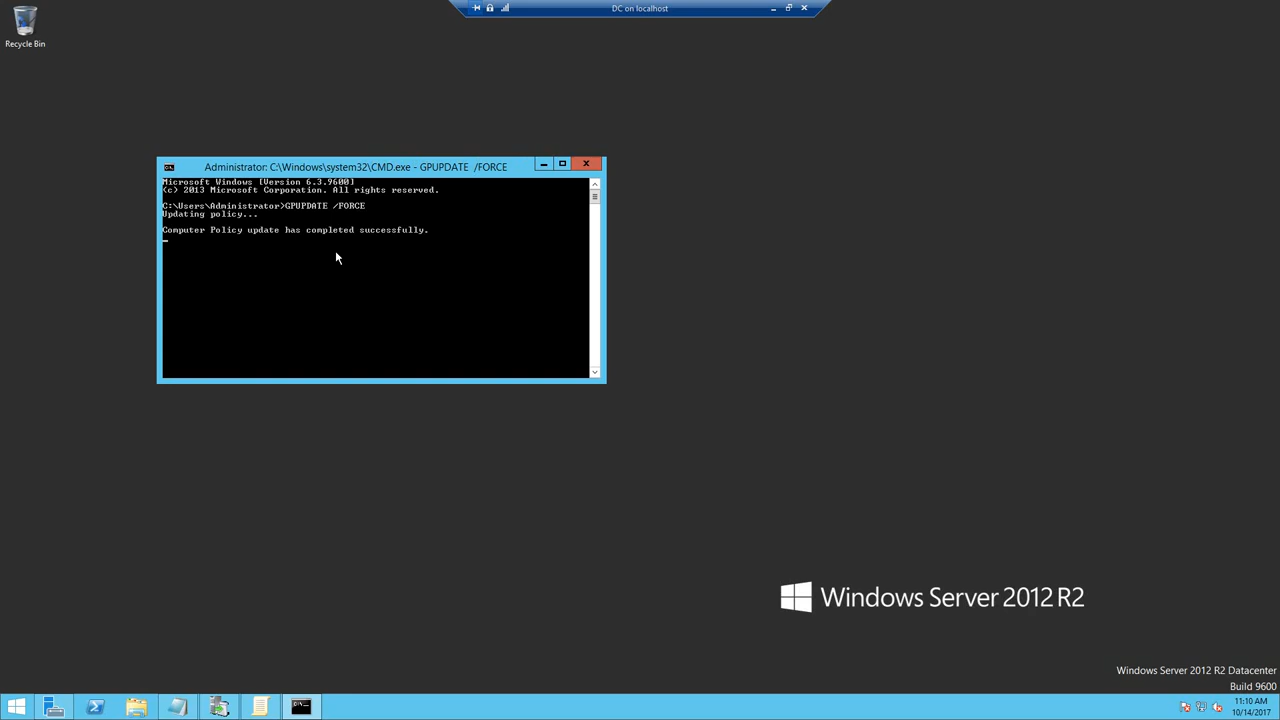 DC on localhost
Recycle Bin
Administrator: C:\Windows\system32\CMD.exe - GPUPDATE /FORCE
Microsoft Windows [Version 6.3.9600]
(c) 2013 Microsoft Corporation. All rights reserved.
C:\Users\Administrator>GPUPDATE /FORCE
Updating policy...
Computer Policy update has completed successfully.
Windows Server 2012 R2
Windows Server 2012 R2 Datacenter
Build 9600
11:10 AM
10/14/2017